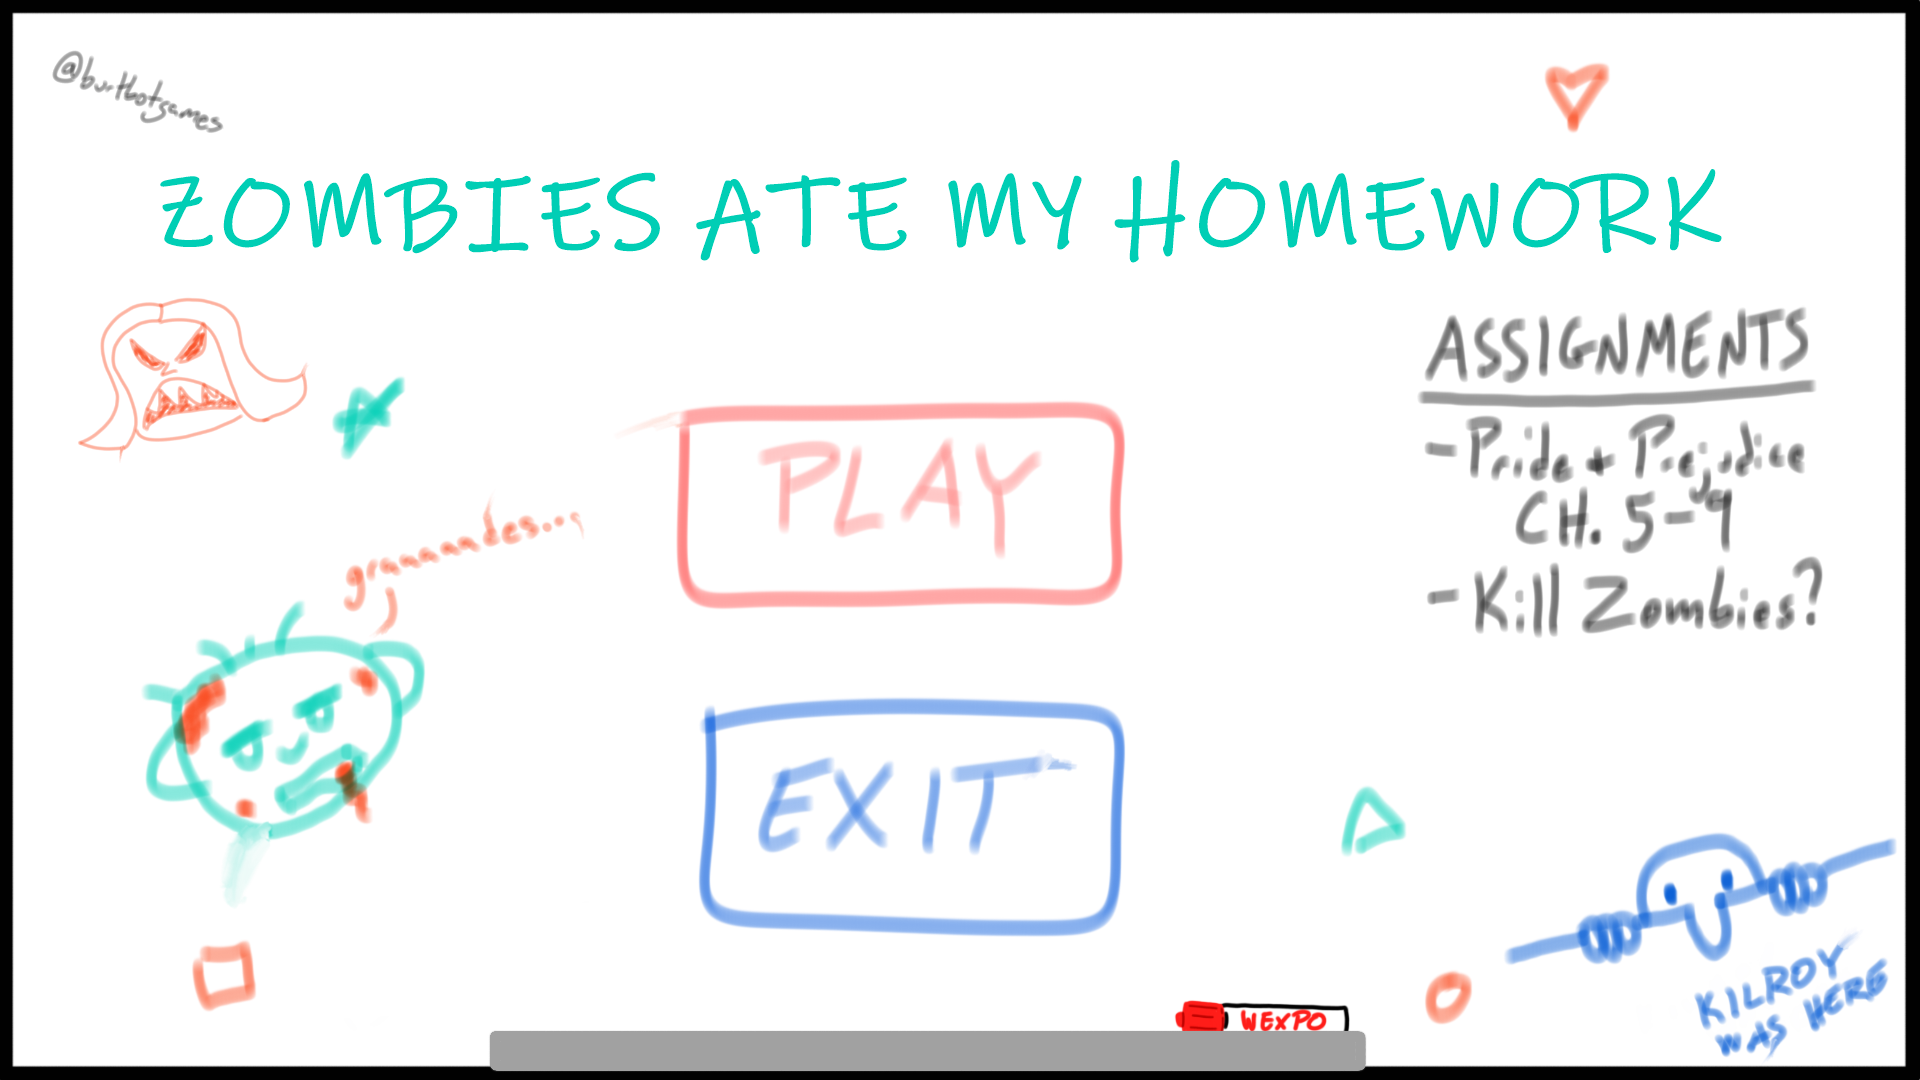 @burtbotgames
ZOMBIES ATE MY HOMEWORK
ASSIGNMENTS
- Pride + Prejudice
CH. 5-9
- Kill Zombies?
PLAY
graaaaades...
EXIT
WEXPO
KILROY
WAS HERE